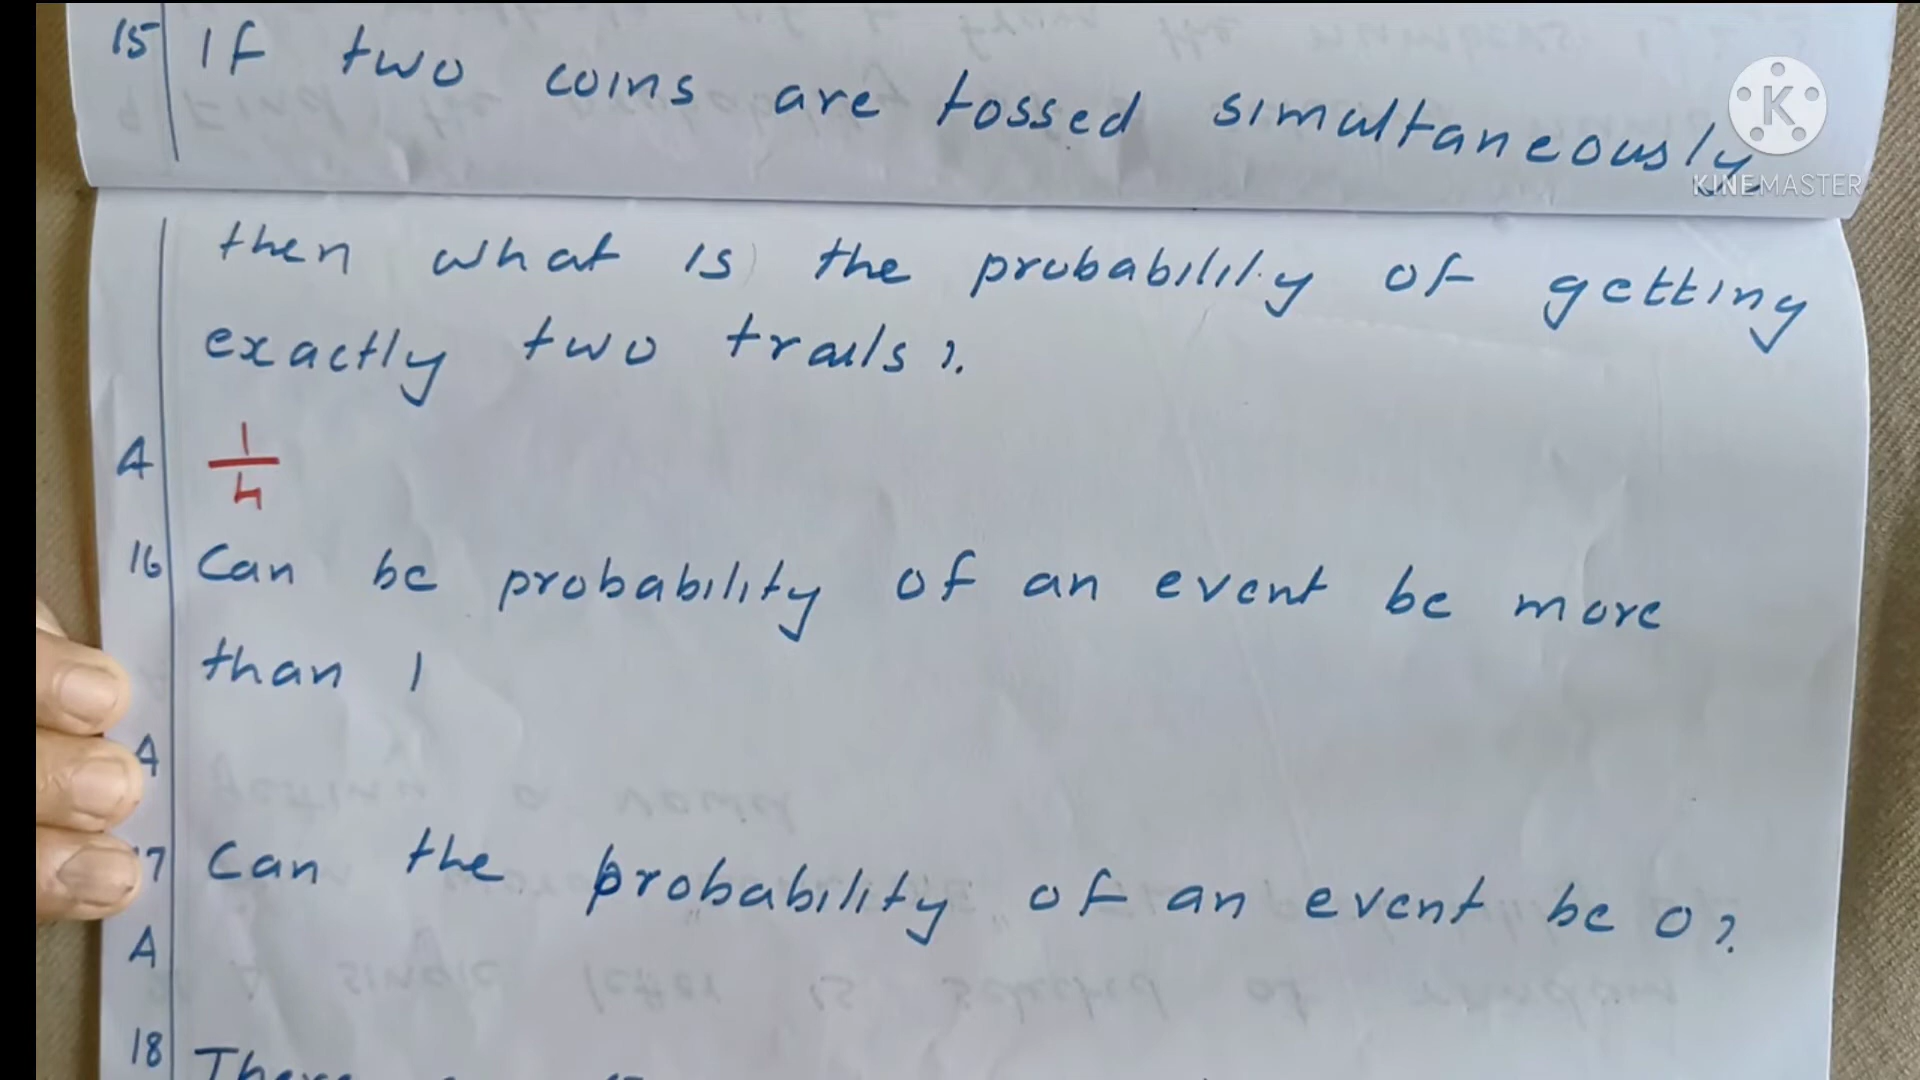 15 If two coins are tossed simultaneously
KINEMASTER
then what is the probability of getting
exactly two trails?
A 1/4
16 Can be probability of an event be more
than 1
A
17 Can the probability of an event be 0?
A
18